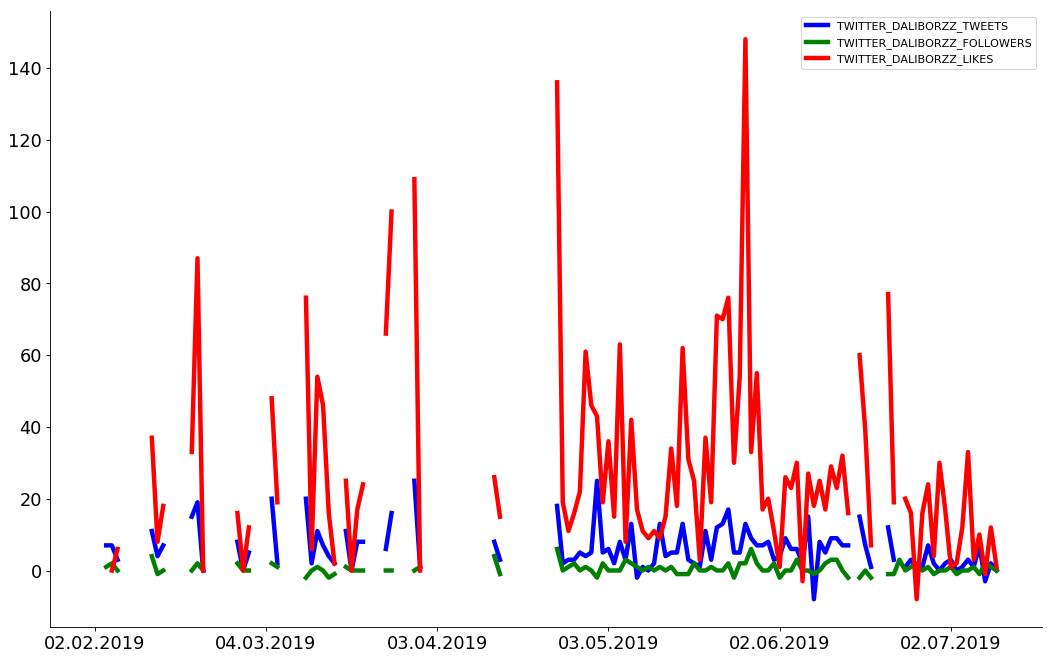 TWITTER_DALIBORZZ_TWEETS
TWITTER_DALIBORZZ_FOLLOWERS
TWITTER_DALIBORZZ_LIKES
140
120
100
80
60
40
20
0
02.02.2019 04.03.2019 03.04.2019 03.05.2019 02.06.2019 02.07.2019